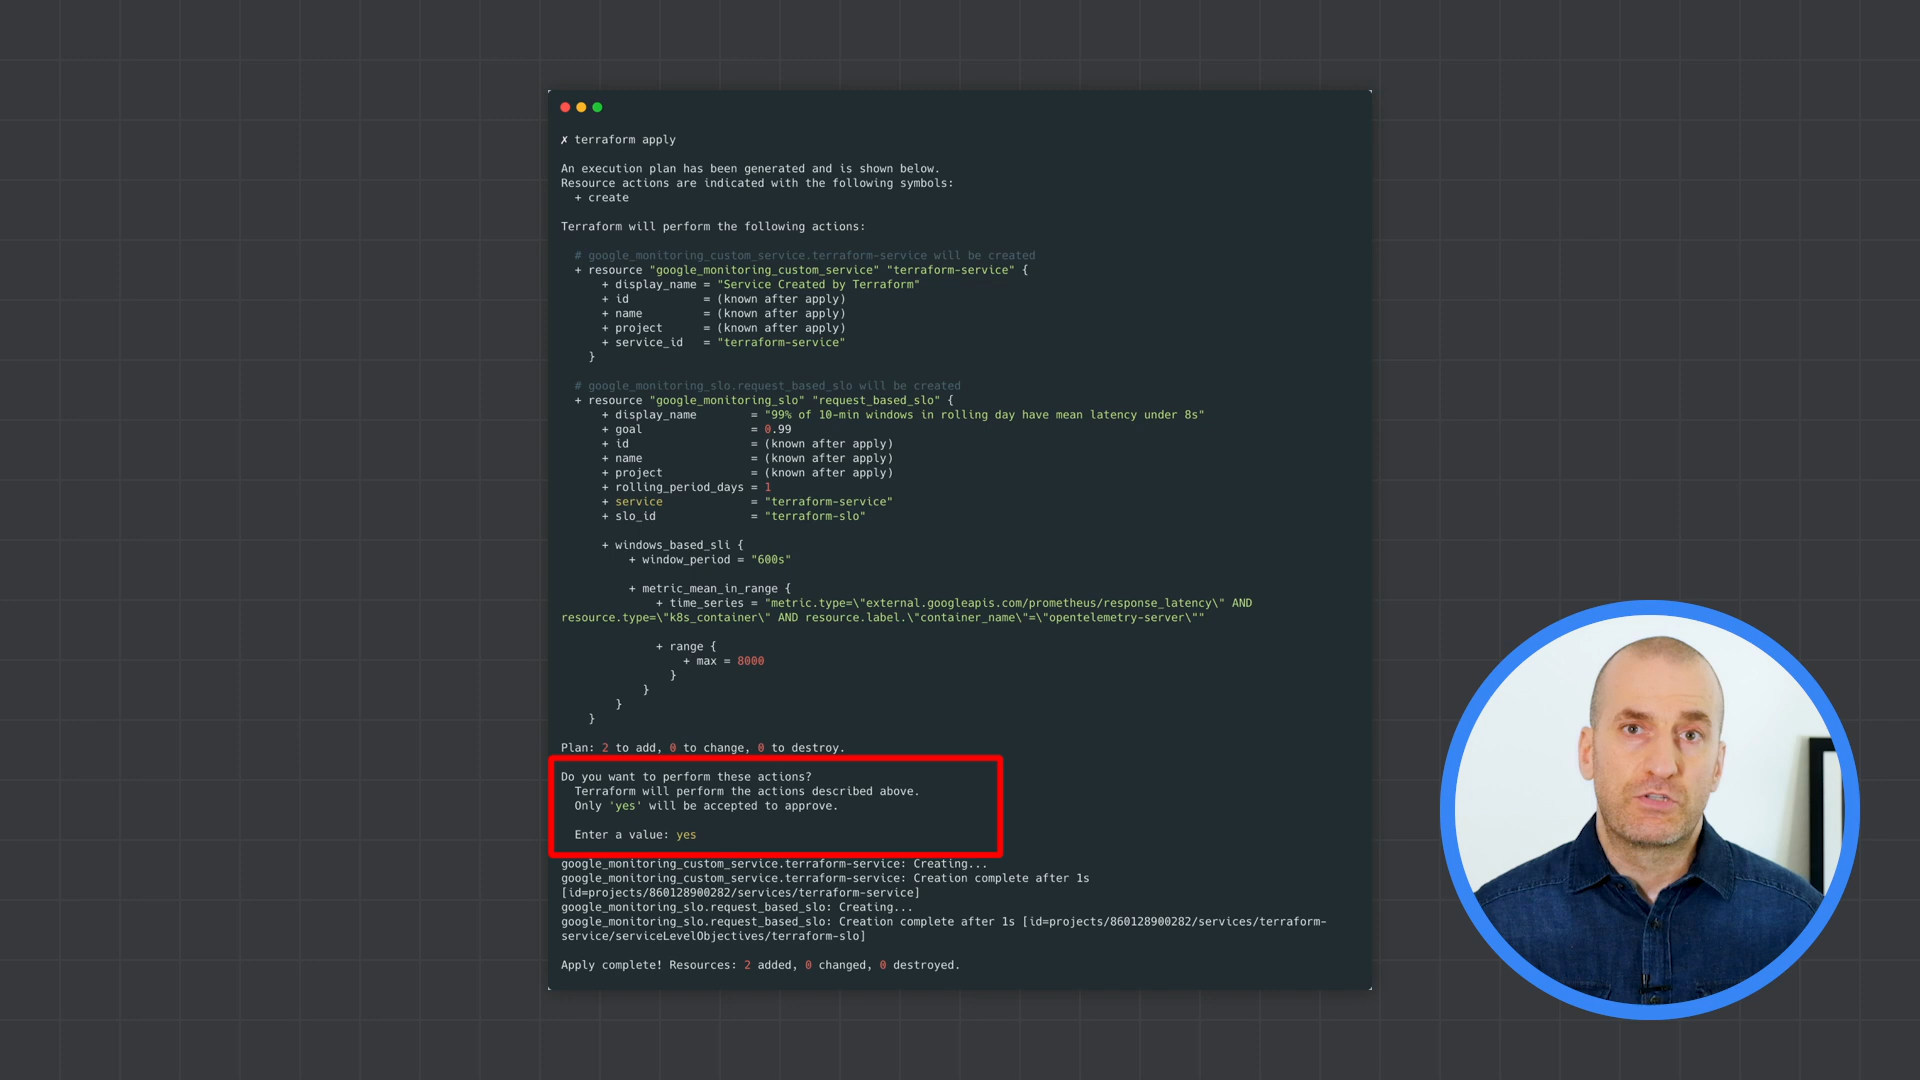 ✗ terraform apply
An execution plan has been generated and is shown below.
Resource actions are indicated with the following symbols:
+ create
Terraform will perform the following actions:
# google_monitoring_custom_service.terraform-service will be created
+ resource "google_monitoring_custom_service" "terraform-service" {
+ display_name = "Service Created by Terraform"
+ id = (known after apply)
+ name = (known after apply)
+ project = (known after apply)
+ service_id = "terraform-service"
}
# google_monitoring_slo.request_based_slo will be created
+ resource "google_monitoring_slo" "request_based_slo" {
+ display_name = "99% of 10-min windows in rolling day have mean latency under 8s"
+ goal = 0.99
+ id = (known after apply)
+ name = (known after apply)
+ project = (known after apply)
+ rolling_period_days = 1
+ service = "terraform-service"
+ slo_id = "terraform-slo"
+ windows_based_sli {
+ window_period = "600s"
+ metric_mean_in_range {
+ time_series = "metric.type=\"external.googleapis.com/prometheus/response_latency\" AND
resource.type=\"k8s_container\" AND resource.label.\"container_name\"=\"opentelemetry-server\""
+ range {
+ max = 8000
}
}
}
}
Plan: 2 to add, 0 to change, 0 to destroy.
Do you want to perform these actions?
Terraform will perform the actions described above.
Only 'yes' will be accepted to approve.
Enter a value: yes
google_monitoring_custom_service.terraform-service: Creating...
google_monitoring_custom_service.terraform-service: Creation complete after 1s
[id=projects/860128900282/services/terraform-service]
google_monitoring_slo.request_based_slo: Creating...
google_monitoring_slo.request_based_slo: Creation complete after 1s [id=projects/860128900282/services/terraform-
service/serviceLevelObjectives/terraform-slo]
Apply complete! Resources: 2 added, 0 changed, 0 destroyed.